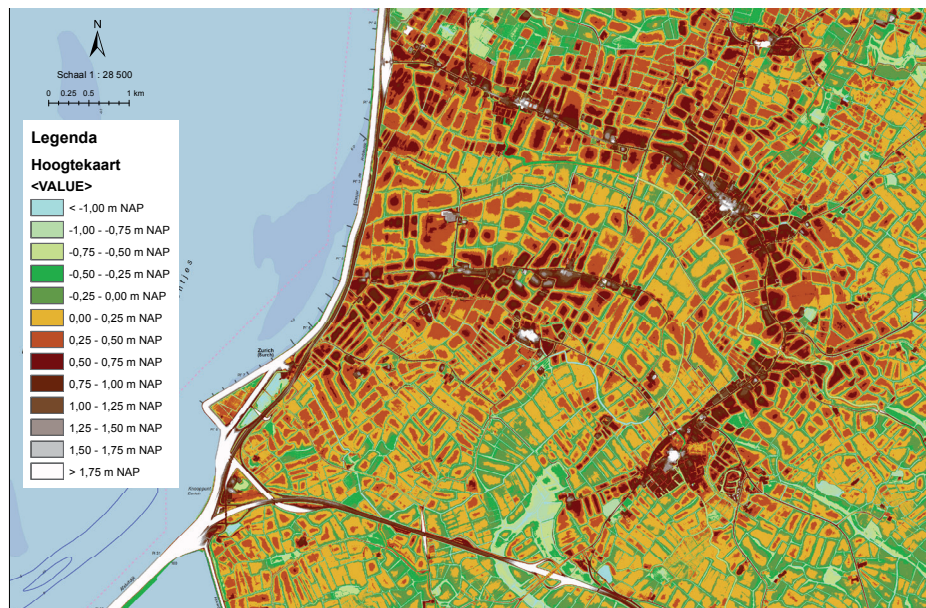 N
Schaal 1 : 28 500
0 0.25 0.5 1 km
Legenda
Hoogtekaart
<VALUE>
< -1,00 m NAP
-1,00 - -0,75 m NAP
-0,75 - -0,50 m NAP
-0,50 - -0,25 m NAP
-0,25 - 0,00 m NAP
0,00 - 0,25 m NAP
0,25 - 0,50 m NAP
0,50 - 0,75 m NAP
0,75 - 1,00 m NAP
1,00 - 1,25 m NAP
1,25 - 1,50 m NAP
1,50 - 1,75 m NAP
> 1,75 m NAP
ntjes
Zurich
(Surch)
Knooppunt